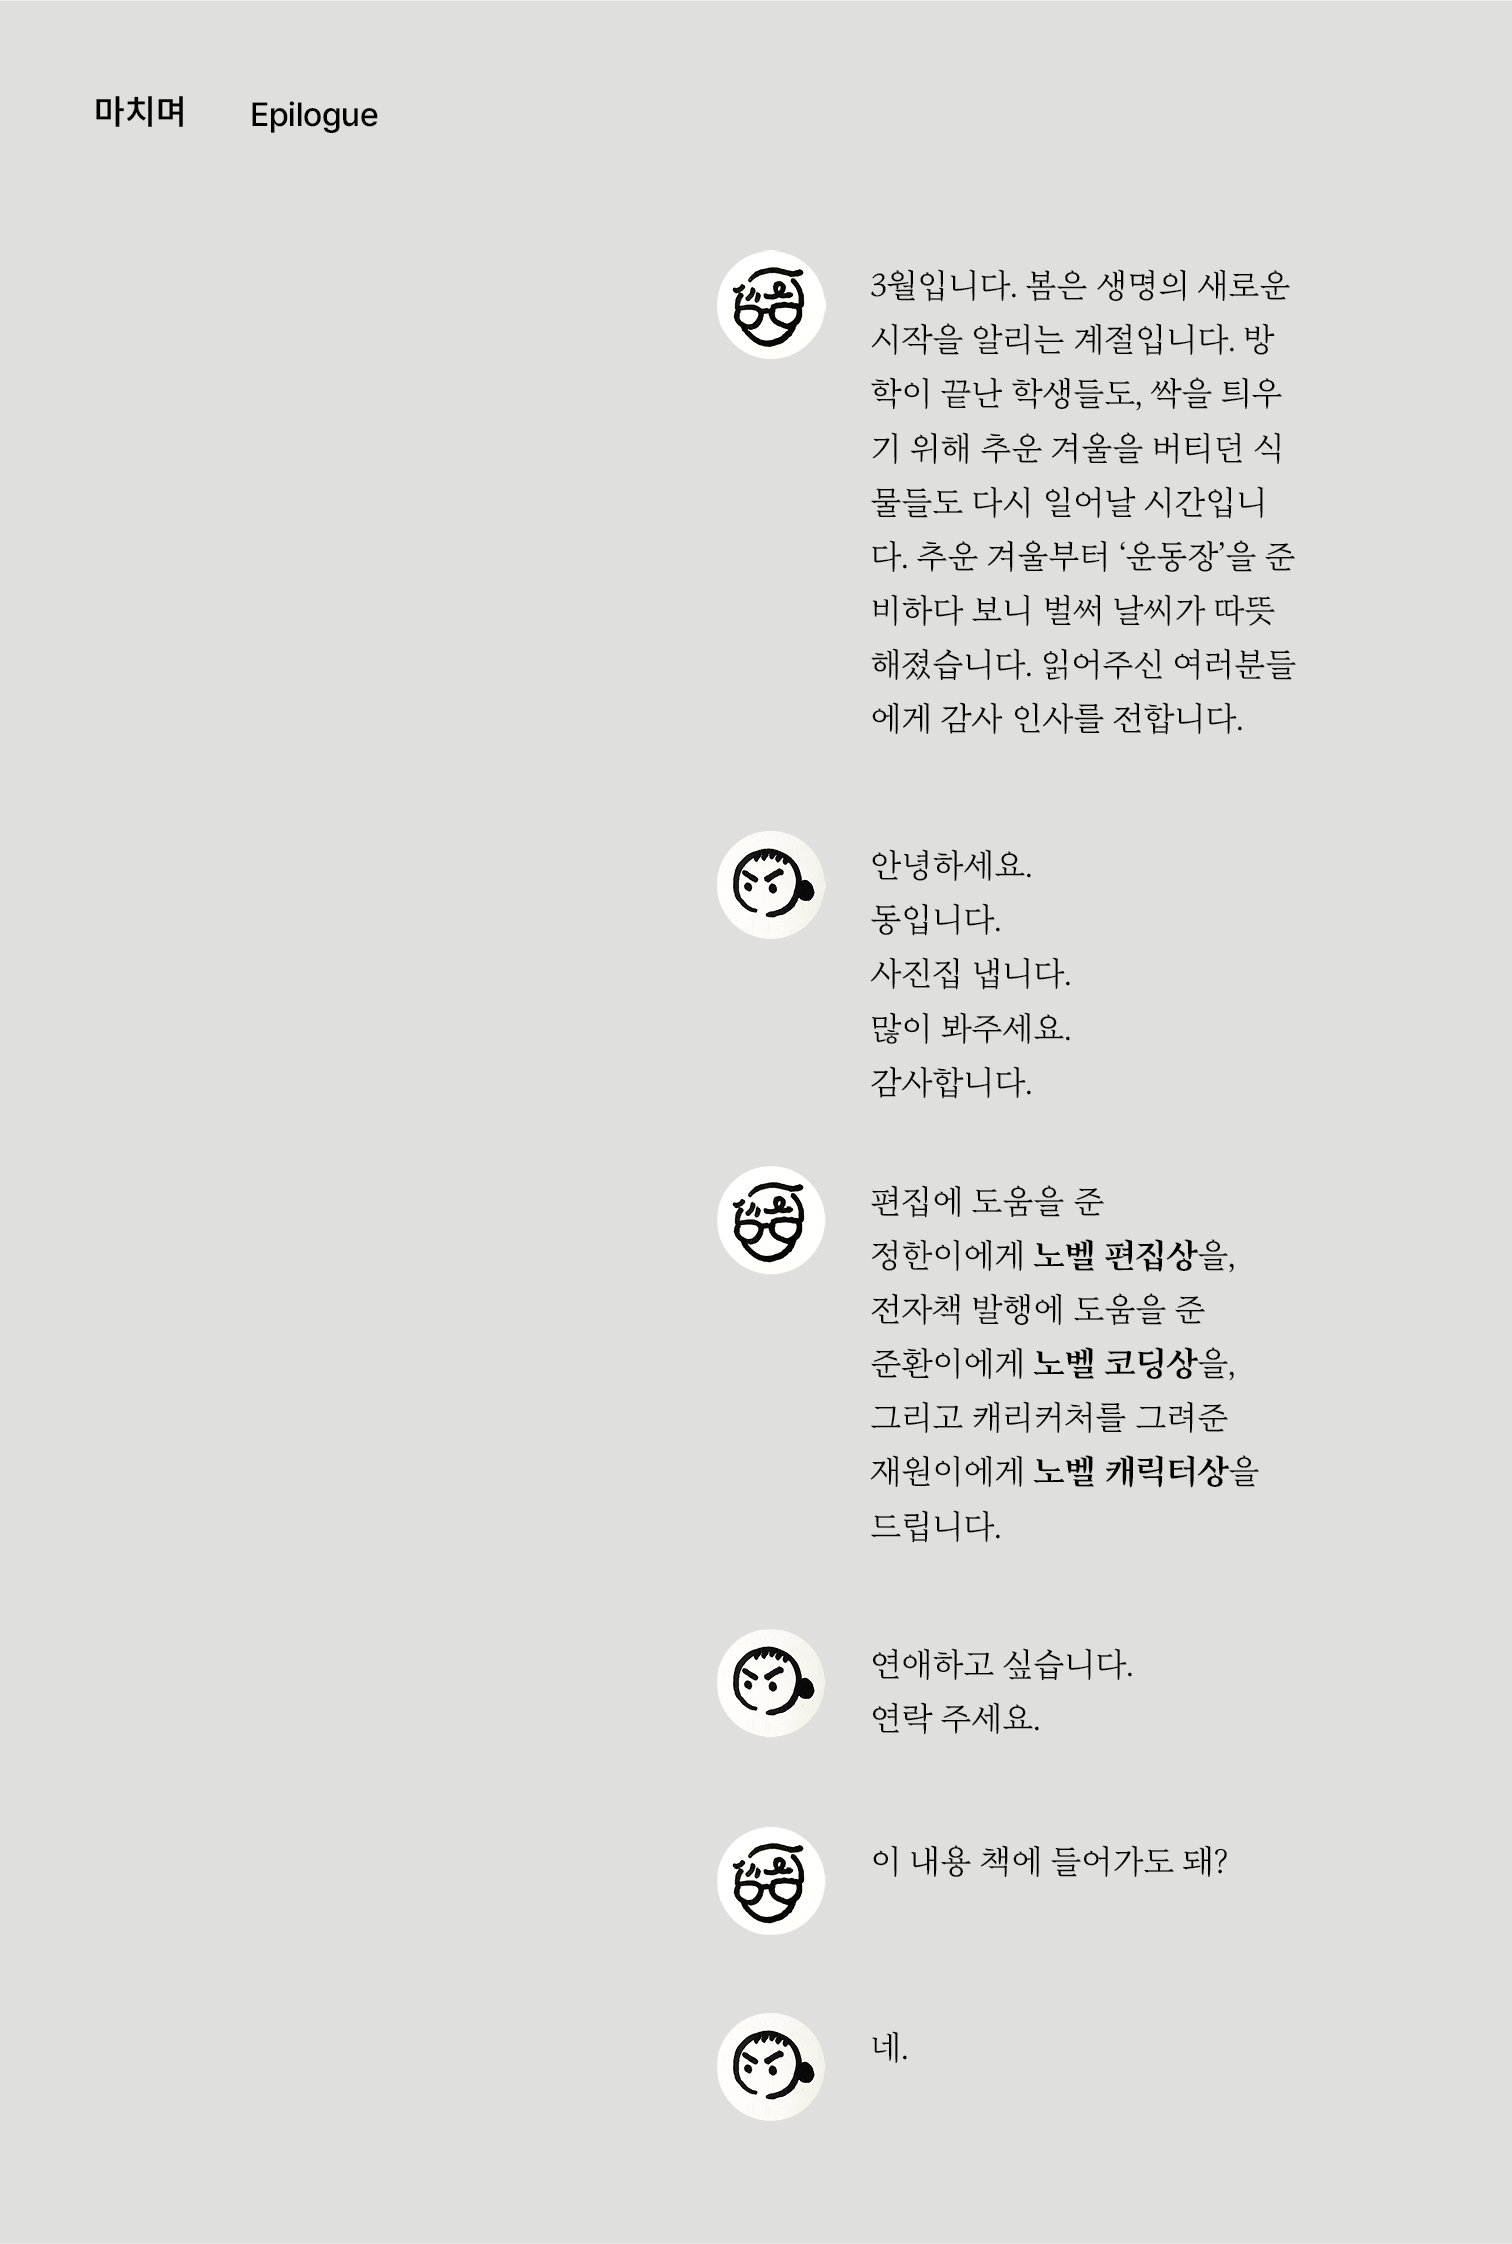 마치며 Epilogue
3월입니다. 봄은 생명의 새로운
시작을 알리는 계절입니다. 방
학이 끝난 학생들도, 싹을 틔우
기 위해 추운 겨울을 버티던 식
물들도 다시 일어날 시간입니
다. 추운 겨울부터 ‘운동장’을 준
비하다 보니 벌써 날씨가 따뜻
해졌습니다. 읽어주신 여러분들
에게 감사 인사를 전합니다.
안녕하세요.
동입니다.
사진집 냅니다.
많이 봐주세요.
감사합니다.
편집에 도움을 준
정한이에게 노벨 편집상을,
전자책 발행에 도움을 준
준환이에게 노벨 코딩상을,
그리고 캐리커처를 그려준
재원이에게 노벨 캐릭터상을
드립니다.
연애하고 싶습니다.
연락 주세요.
이 내용 책에 들어가도 돼?
네.